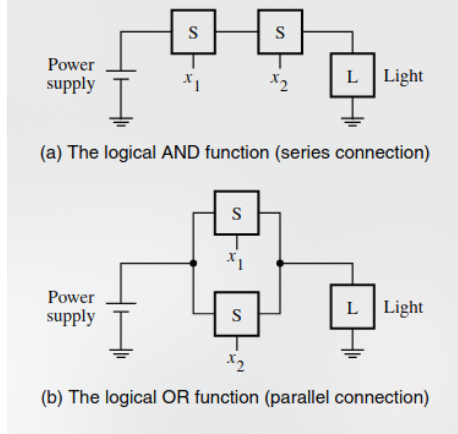 S S
Power
supply
x1 x2
L Light
(a) The logical AND function (series connection)
S
x1
Power
supply
S
L Light
x2
(b) The logical OR function (parallel connection)